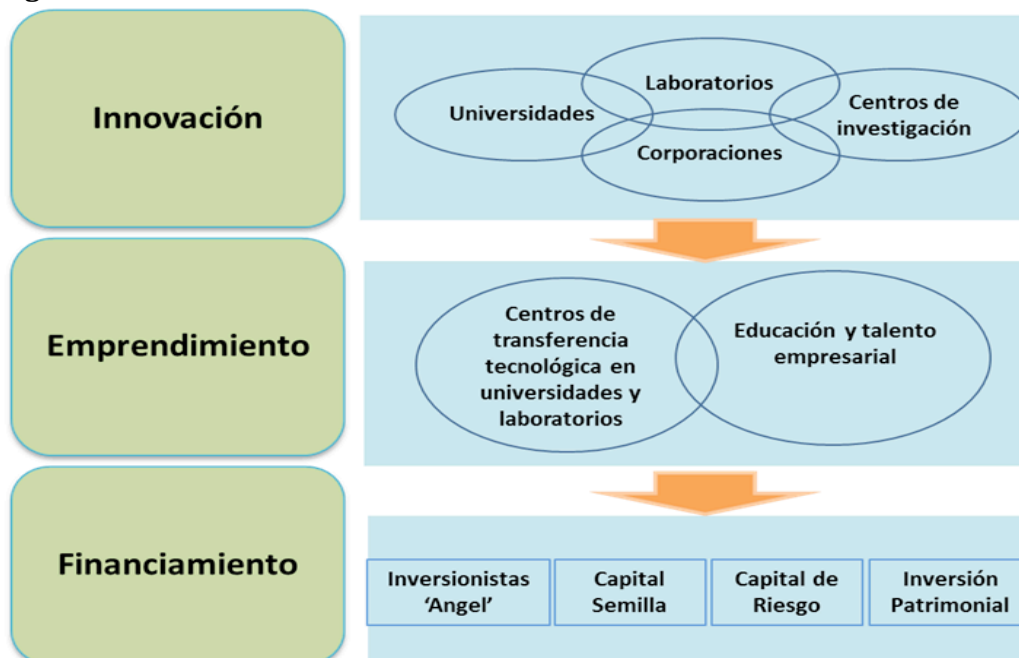 Innovación
Universidades
Laboratorios
Corporaciones
Centros de
investigación
Emprendimiento
Centros de
transferencia
tecnológica en
universidades y
laboratorios
Educación y talento
empresarial
Financiamiento
Inversionistas
‘Angel’
Capital
Semilla
Capital de
Riesgo
Inversión
Patrimonial